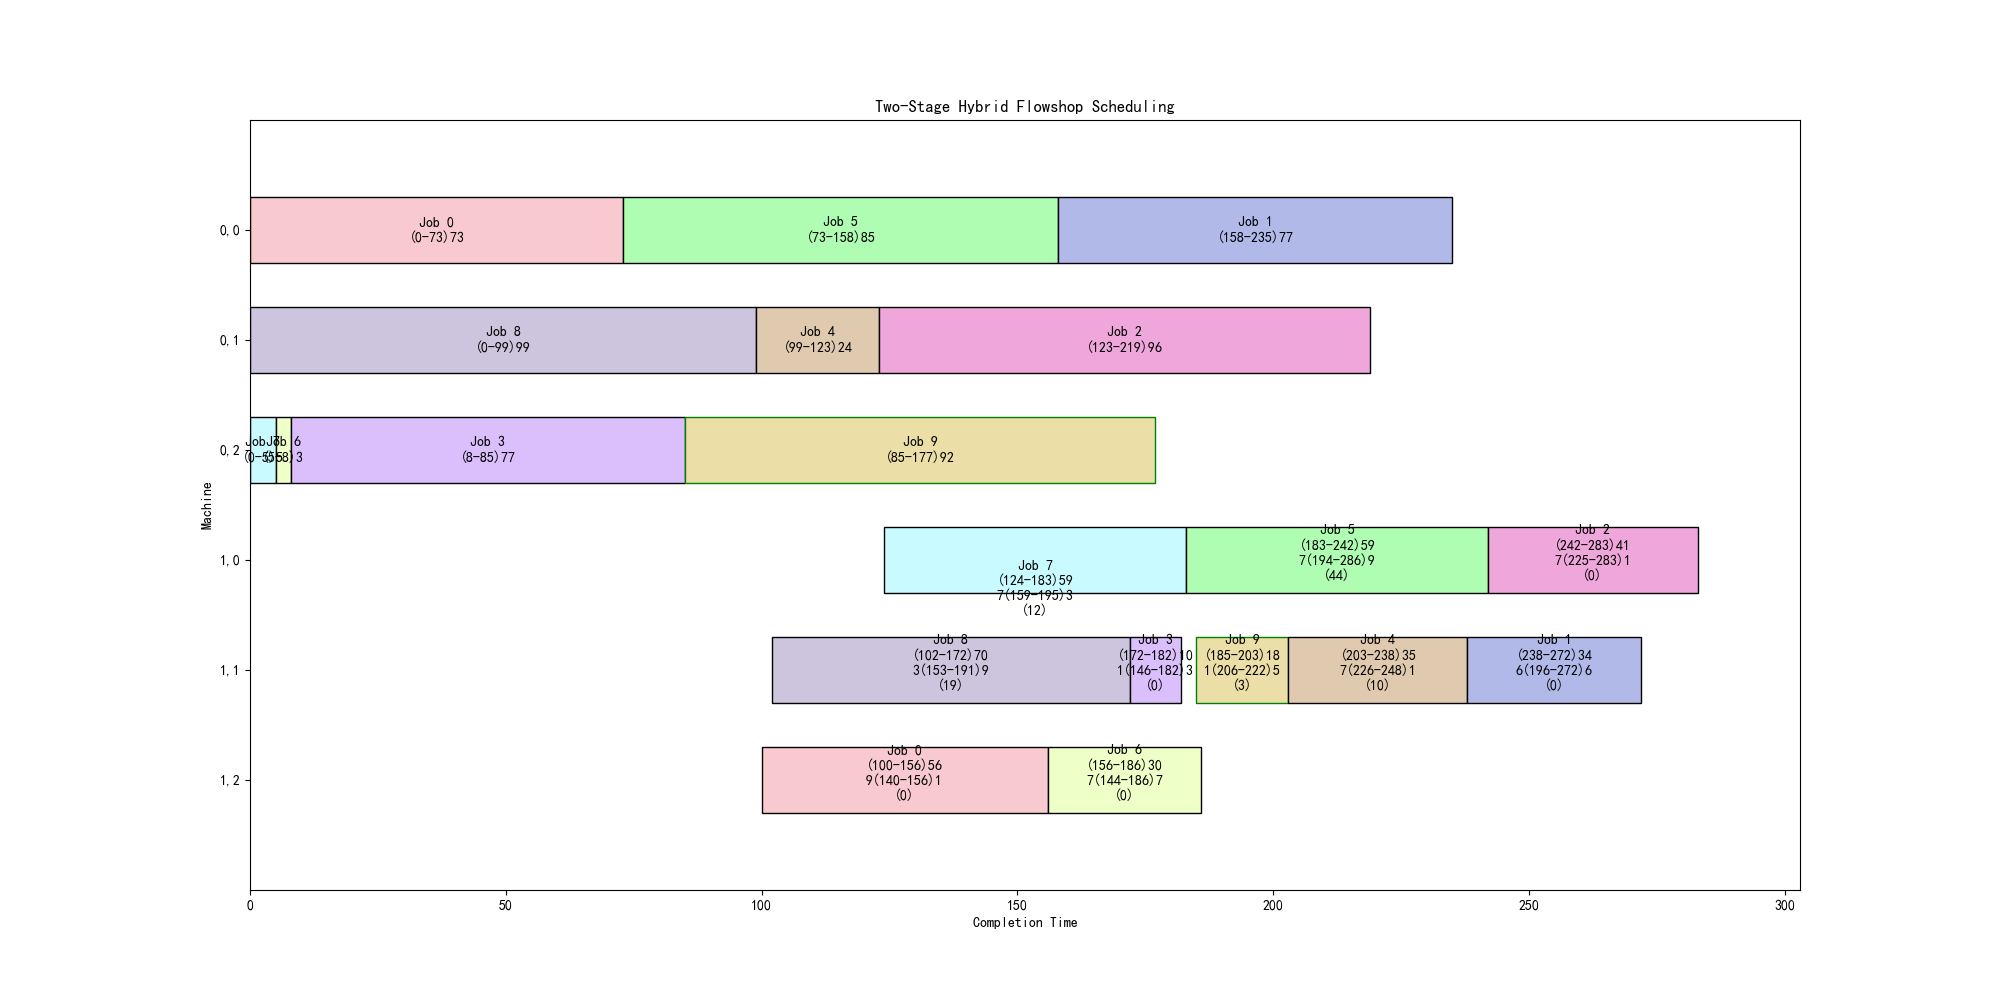 Two-Stage Hybrid Flowshop Scheduling
0,0
Job 0
(0-73)73
Job 5
(73-158)85
Job 1
(158-235)77
0,1
Job 8
(0-99)99
Job 4
(99-123)24
Job 2
(123-219)96
0,2
Job 7
(0-5)5
Job 6
(5-8)3
Job 3
(8-85)77
Job 9
(85-177)92
Machine
1,0
Job 7
(124-183)59
7(159-195)3
(12)
Job 5
(183-242)59
7(194-286)9
(44)
Job 2
(242-283)41
7(225-283)1
(0)
1,1
Job 8
(102-172)70
3(153-191)9
(19)
Job 3
(172-182)10
1(146-182)3
(0)
Job 9
(185-203)18
1(206-222)5
(3)
Job 4
(203-238)35
7(226-248)1
(10)
Job 1
(238-272)34
6(196-272)6
(0)
1,2
Job 0
(100-156)56
9(140-156)1
(0)
Job 6
(156-186)30
7(144-186)7
(0)
0
50
100
150
200
250
300
Completion Time